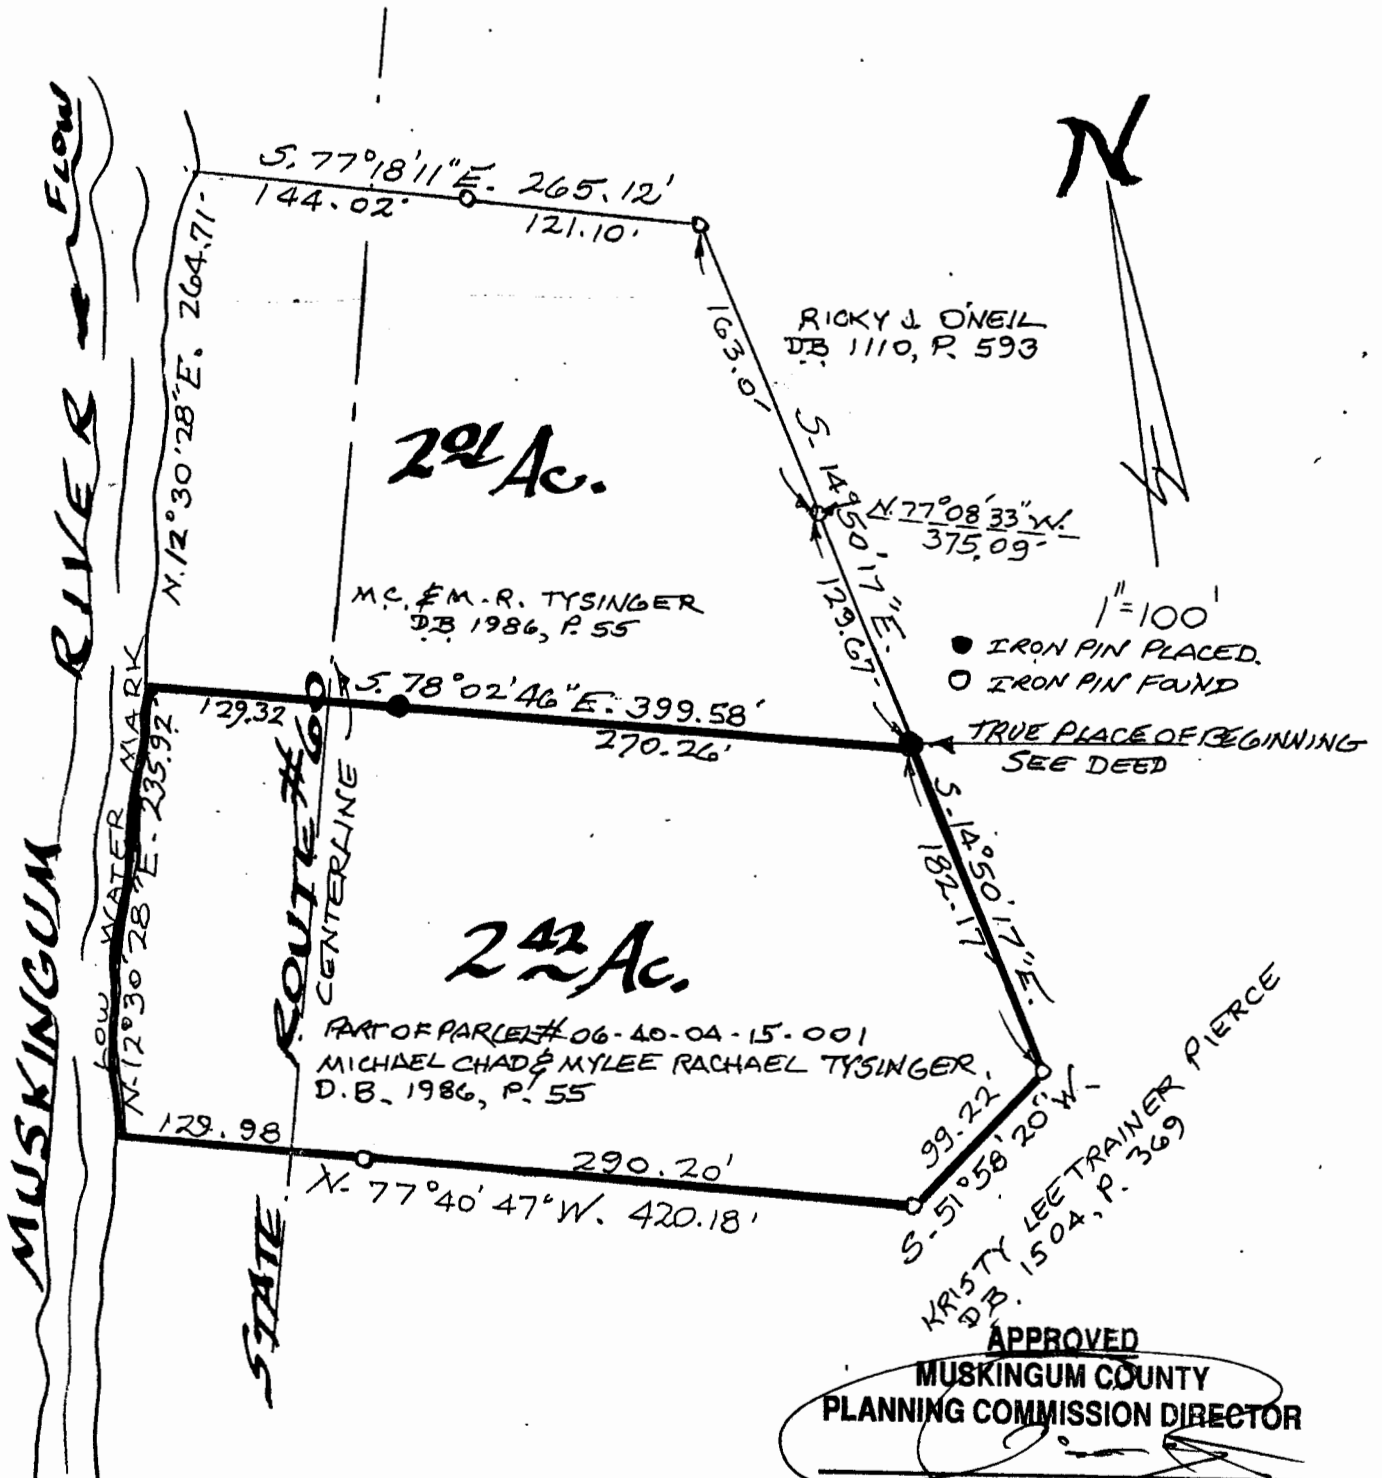 N
FLOW
S. 77°18'11"E. 265.12'
144.02'
121.10'
N. 12°30'28"E. 264.71'
163.01
RICKY J. O'NEIL
DB 1110, P. 593
2 01 Ac.
S. 14°50'17"E.
N. 77°08'33"W.
375.09'
129.67
M.C. & M.R. TYSINGER
DB 1986, P. 55
1"=100'
● IRON PIN PLACED.
○ IRON PIN FOUND
S. 78°02'46"E. 399.58'
129.32
270.26'
TRUE PLACE OF BEGINNING
SEE DEED
MUSKINGUM RIVER
LOW WATER MARK
N. 12°30'28"E. 235.92'
STATE ROUTE #60
CENTERLINE
S. 14°50'17"E.
182.17
2 42 Ac.
PART OF PARCEL # 06-40-04-15-001
MICHAEL CHAD & MYLEE RACHAEL TYSINGER.
D.B. 1986, P. 55
129.98
290.20'
N. 77°40'47"W. 420.18'
99.22
S. 51°58'20"W.
KRISTY LEE TRAINER PIERCE
D.B. 1504, P. 369
APPROVED
MUSKINGUM COUNTY
PLANNING COMMISSION DIRECTOR